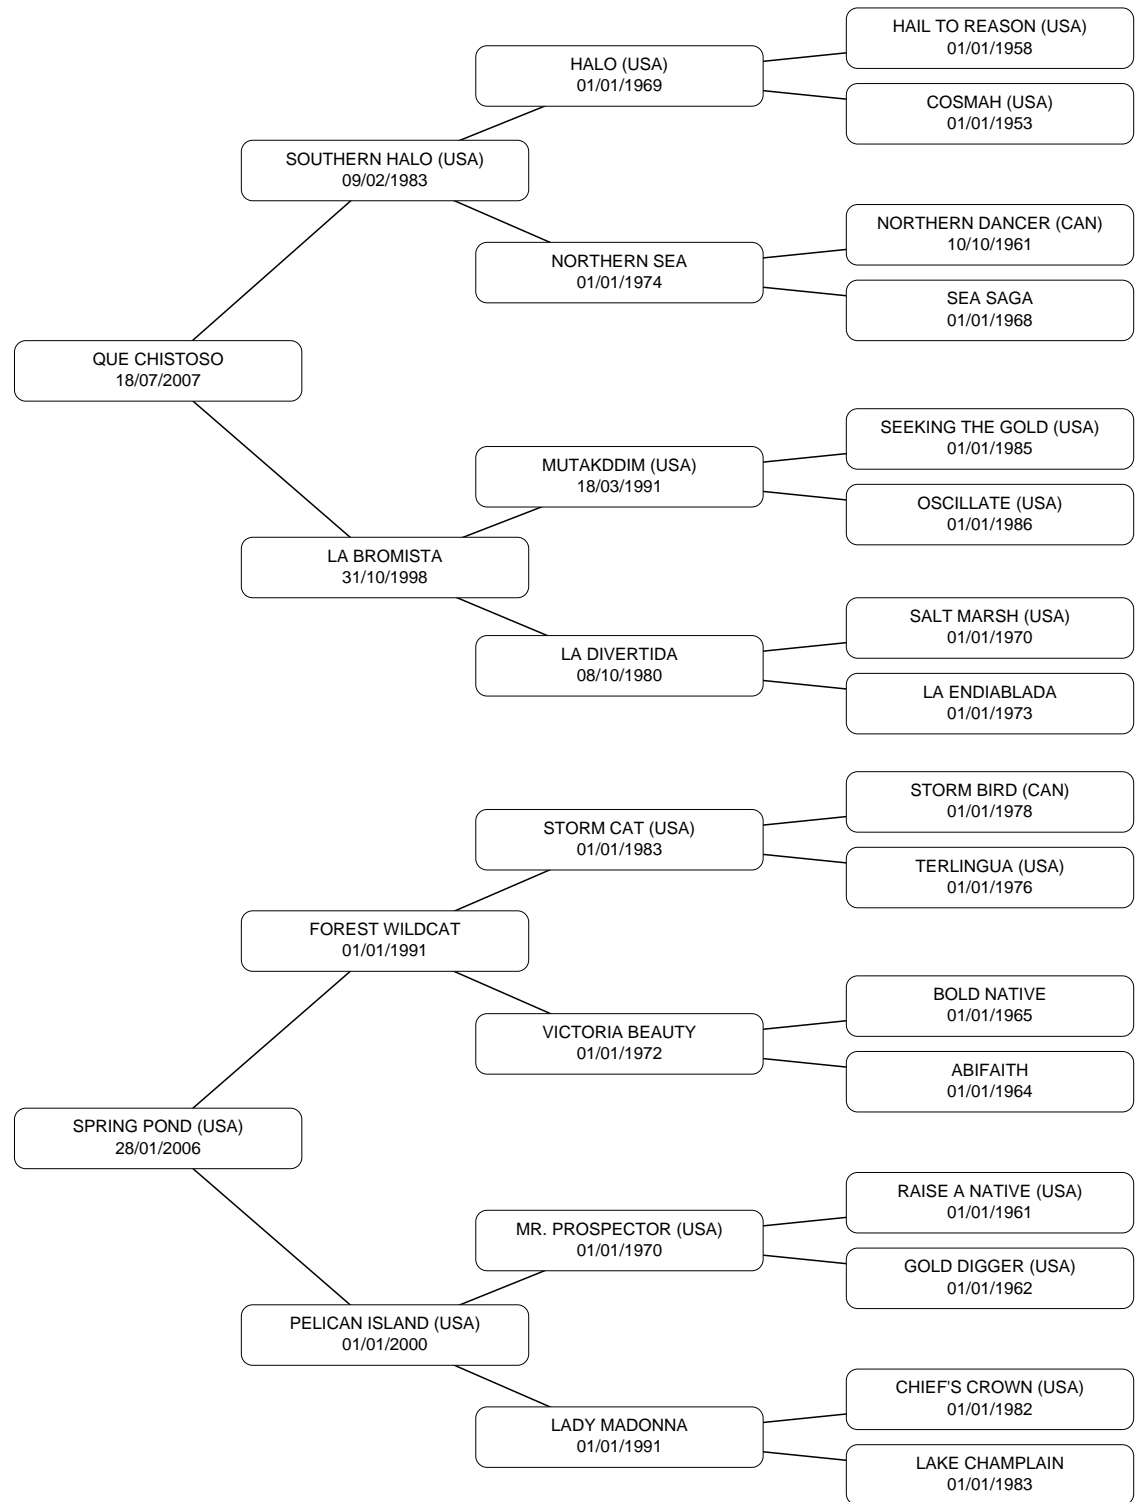 HAIL TO REASON (USA)
01/01/1958
HALO (USA)
01/01/1969
COSMAH (USA)
01/01/1953
SOUTHERN HALO (USA)
09/02/1983
NORTHERN DANCER (CAN)
10/10/1961
NORTHERN SEA
01/01/1974
SEA SAGA
01/01/1968
QUE CHISTOSO
18/07/2007
SEEKING THE GOLD (USA)
01/01/1985
MUTAKDDIM (USA)
18/03/1991
OSCILLATE (USA)
01/01/1986
LA BROMISTA
31/10/1998
SALT MARSH (USA)
01/01/1970
LA DIVERTIDA
08/10/1980
LA ENDIABLADA
01/01/1973
STORM BIRD (CAN)
01/01/1978
STORM CAT (USA)
01/01/1983
TERLINGUA (USA)
01/01/1976
FOREST WILDCAT
01/01/1991
BOLD NATIVE
01/01/1965
VICTORIA BEAUTY
01/01/1972
ABIFAITH
01/01/1964
SPRING POND (USA)
28/01/2006
RAISE A NATIVE (USA)
01/01/1961
MR. PROSPECTOR (USA)
01/01/1970
GOLD DIGGER (USA)
01/01/1962
PELICAN ISLAND (USA)
01/01/2000
CHIEF'S CROWN (USA)
01/01/1982
LADY MADONNA
01/01/1991
LAKE CHAMPLAIN
01/01/1983